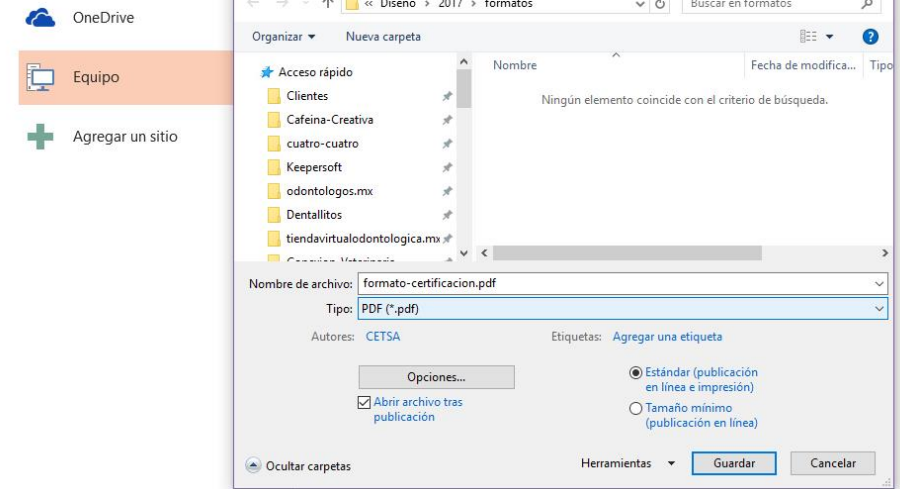 OneDrive
Equipo
Agregar un sitio
« Diseño › 2017 › formatos
Buscar en formatos
Organizar
Nueva carpeta
Acceso rápido
Clientes
Cafeina-Creativa
cuatro-cuatro
Keepersoft
odontologos.mx
Dentallitos
tiendavirtualodontologica.mx
Nombre
Fecha de modifica...
Tipo
Ningún elemento coincide con el criterio de búsqueda.
Nombre de archivo: formato-certificacion.pdf
Tipo: PDF (*.pdf)
Autores: CETSA
Etiquetas: Agregar una etiqueta
Opciones...
Abrir archivo tras
publicación
Estándar (publicación
en línea e impresión)
Tamaño mínimo
(publicación en línea)
Ocultar carpetas
Herramientas
Guardar
Cancelar